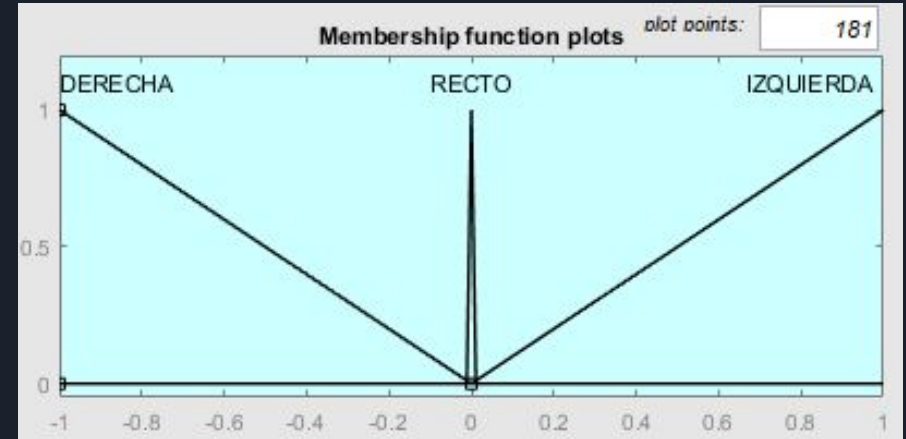 Membership function plots
plot points: 181
DERECHA RECTO IZQUIERDA
1
0.5
0
-1 -0.8 -0.6 -0.4 -0.2 0 0.2 0.4 0.6 0.8 1